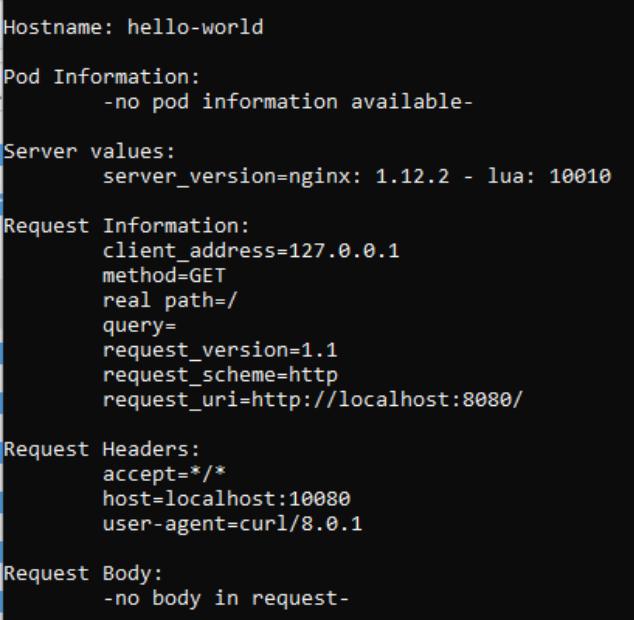 Hostname: hello-world
Pod Information:
-no pod information available-
Server values:
server_version=nginx: 1.12.2 - lua: 10010
Request Information:
client_address=127.0.0.1
method=GET
real path=/
query=
request_version=1.1
request_scheme=http
request_uri=http://localhost:8080/
Request Headers:
accept=*/*
host=localhost:10080
user-agent=curl/8.0.1
Request Body:
-no body in request-